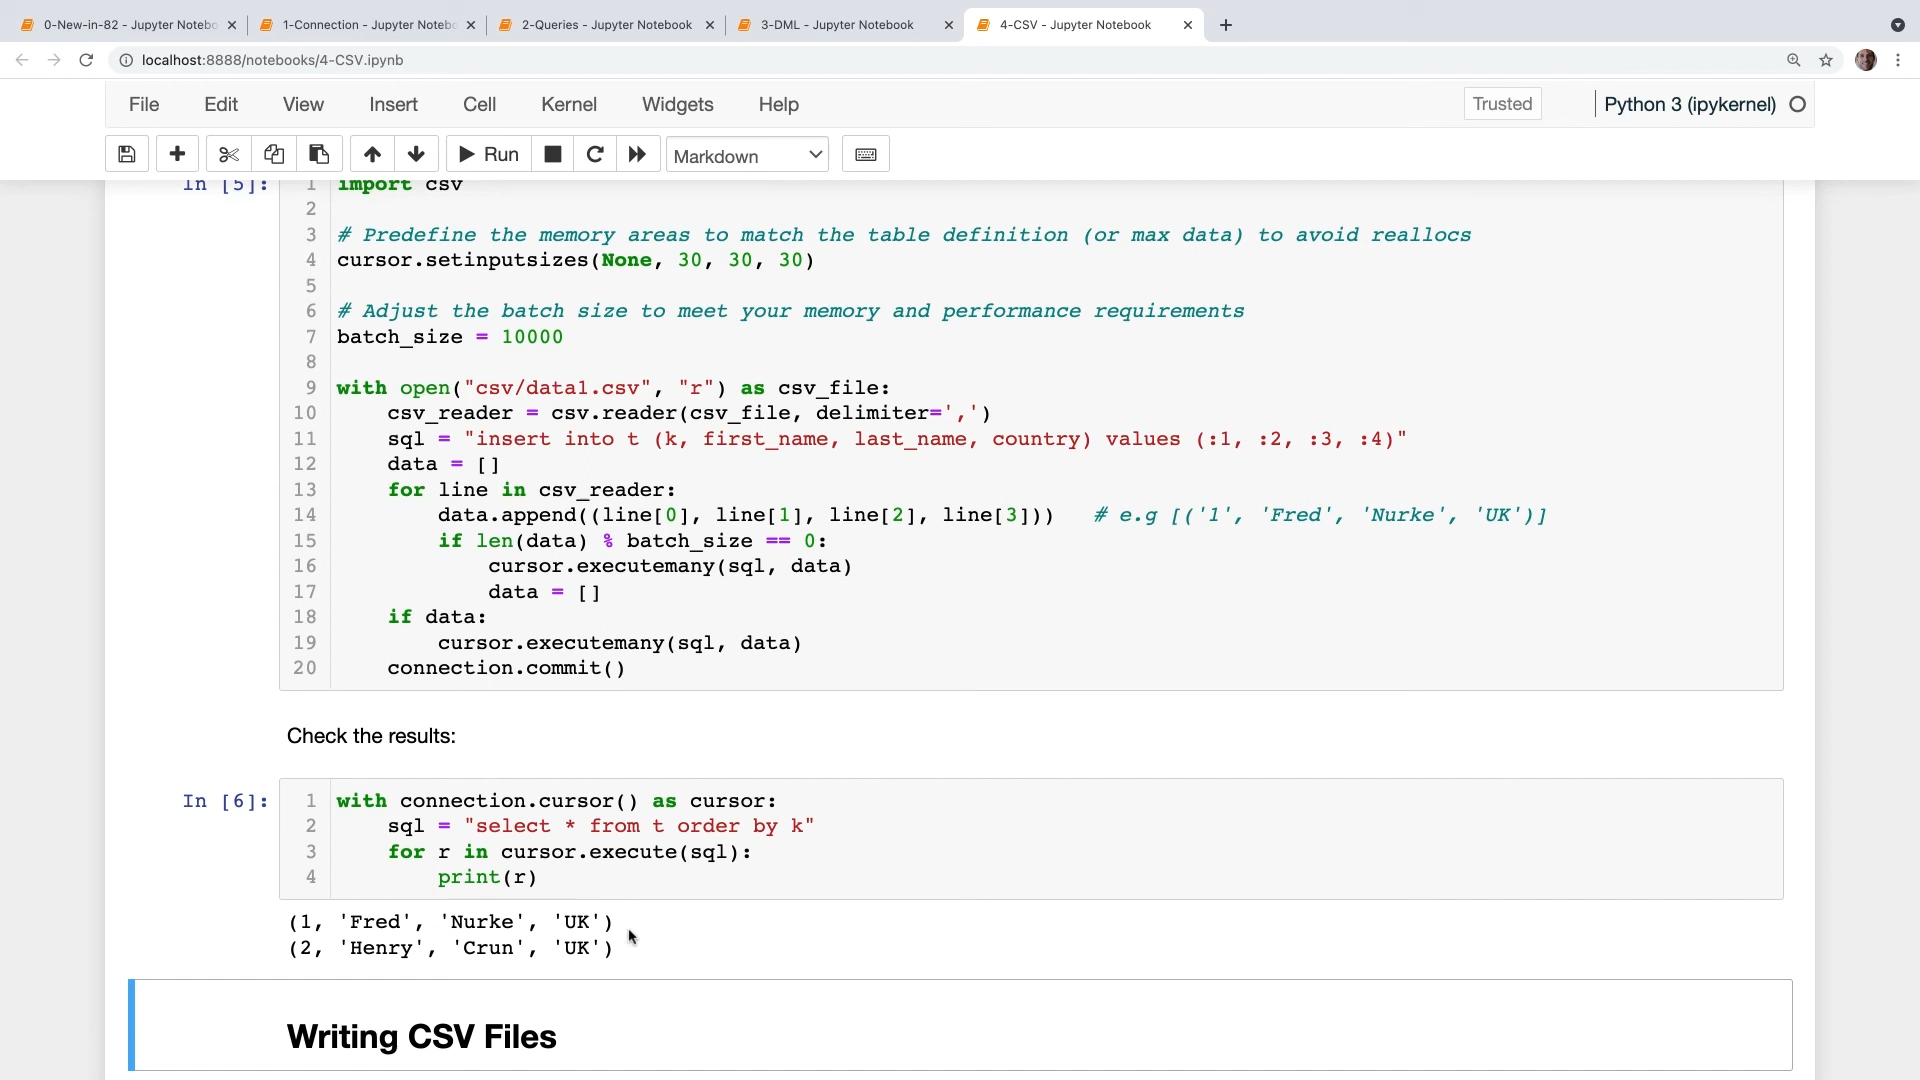 0-New-in-82 - Jupyter Notebo
1-Connection - Jupyter Notebo
2-Queries - Jupyter Notebook
3-DML - Jupyter Notebook
4-CSV - Jupyter Notebook
localhost:8888/notebooks/4-CSV.ipynb
File Edit View Insert Cell Kernel Widgets Help Trusted Python 3 (ipykernel)
Run Markdown
In [5]: 1 import csv
2
3 # Predefine the memory areas to match the table definition (or max data) to avoid reallocs
4 cursor.setinputsizes(None, 30, 30, 30)
5
6 # Adjust the batch size to meet your memory and performance requirements
7 batch_size = 10000
8
9 with open("csv/data1.csv", "r") as csv_file:
10     csv_reader = csv.reader(csv_file, delimiter=',')
11     sql = "insert into t (k, first_name, last_name, country) values (:1, :2, :3, :4)"
12     data = []
13     for line in csv_reader:
14         data.append((line[0], line[1], line[2], line[3]))   # e.g [('1', 'Fred', 'Nurke', 'UK')]
15         if len(data) % batch_size == 0:
16             cursor.executemany(sql, data)
17             data = []
18     if data:
19         cursor.executemany(sql, data)
20     connection.commit()
Check the results:
In [6]: 1 with connection.cursor() as cursor:
2     sql = "select * from t order by k"
3     for r in cursor.execute(sql):
4         print(r)
(1, 'Fred', 'Nurke', 'UK')
(2, 'Henry', 'Crun', 'UK')
Writing CSV Files